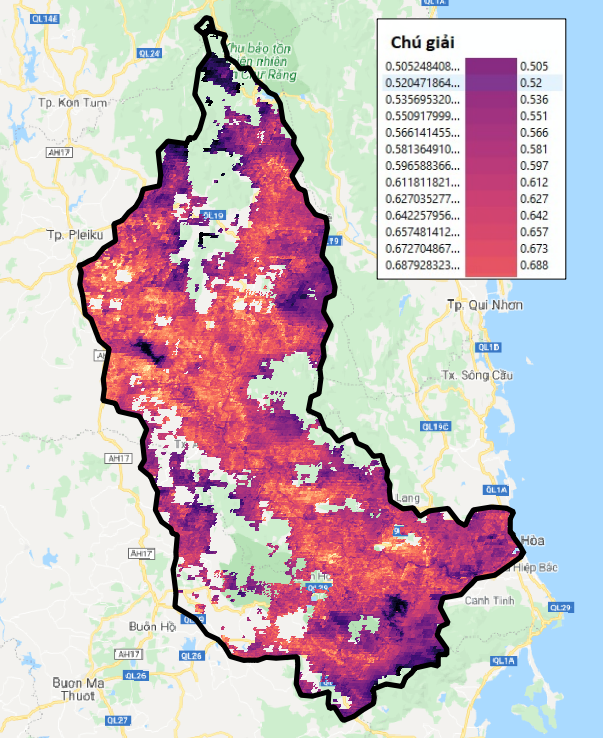 QL1A
QL14E
QL24
Khu bảo tồn
thiên nhiên
Kon Chư Răng
Tp. Kon Tum
AH17
QL19
Tp. Pleiku
Chú giải
0.505248408... 0.505
0.520471864... 0.52
0.535695320... 0.536
0.550917999... 0.551
0.566141455... 0.566
0.581364910... 0.581
0.596588366... 0.597
0.611811821... 0.612
0.627035277... 0.627
0.642257956... 0.642
0.657481412... 0.657
0.672704867... 0.673
0.687928323... 0.688
Tp. Qui Nhơn
QL1D
Tx. Sông Cầu
QL19C
AH17
QL1A
Lang
Hòa
AH17
Hiệp Bắc
QL29
Canh Tinh
QL29
Buôn Hồ
AH17
QL26
QL1A
QL26
Buon Ma
Thuột
QL27